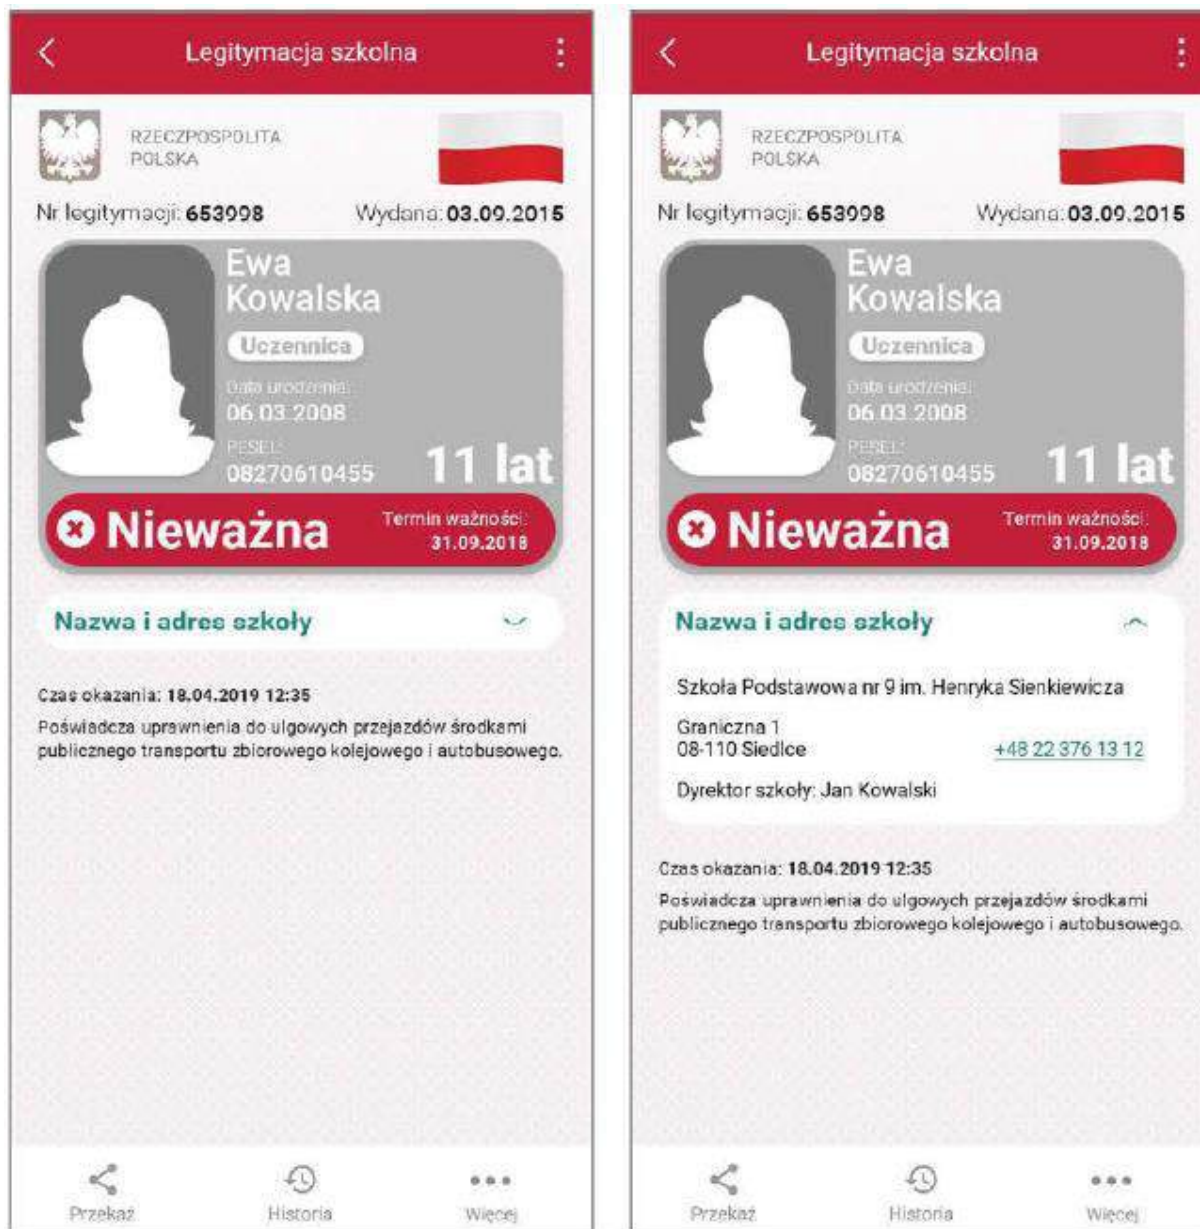 Legitymacja szkolna
RZECZPOSPOLITA
POLSKA
Nr legitymacji: 653998 Wydana: 03.09.2015
Ewa
Kowalska
Uczennica
Data urodzenia:
06.03.2008
PESEL:
08270610455
11 lat
Nieważna
Termin ważności:
31.09.2018
Nazwa i adres szkoły
Czas okazania: 18.04.2019 12:35
Poświadcza uprawnienia do ulgowych przejazdów środkami
publicznego transportu zbiorowego kolejowego i autobusowego.
Przekaż Historia Więcej
Legitymacja szkolna
RZECZPOSPOLITA
POLSKA
Nr legitymacji: 653998 Wydana: 03.09.2015
Ewa
Kowalska
Uczennica
Data urodzenia:
06.03.2008
PESEL:
08270610455
11 lat
Nieważna
Termin ważności:
31.09.2018
Nazwa i adres szkoły
Szkoła Podstawowa nr 9 im. Henryka Sienkiewicza
Graniczna 1
08-110 Siedlce +48 22 376 13 12
Dyrektor szkoły: Jan Kowalski
Czas okazania: 18.04.2019 12:35
Poświadcza uprawnienia do ulgowych przejazdów środkami
publicznego transportu zbiorowego kolejowego i autobusowego.
Przekaż Historia Więcej